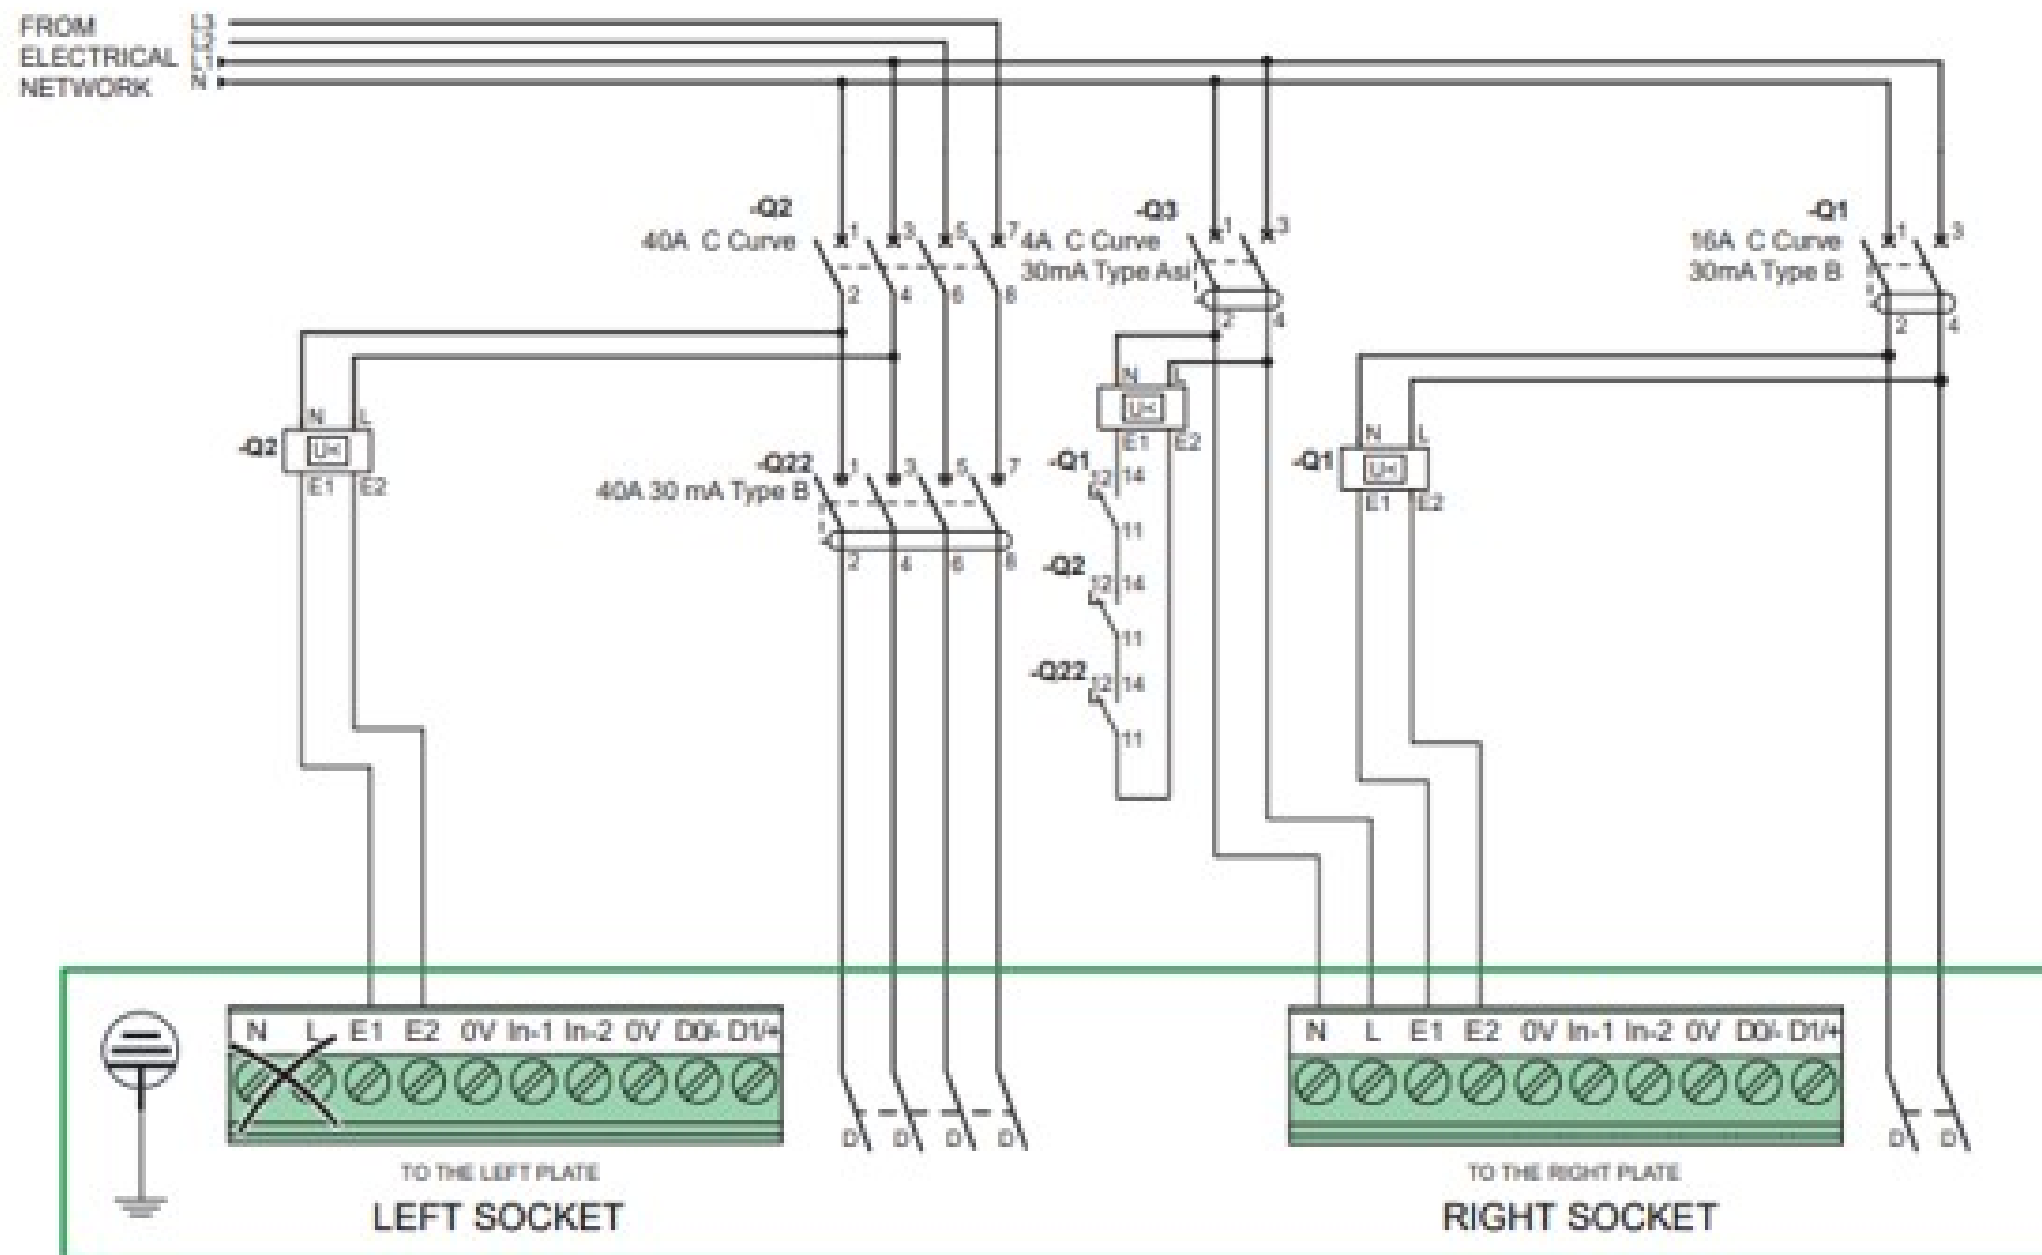 FROM
ELECTRICAL
NETWORK
L3
L2
L1
N
-Q2
40A C Curve
1 3 5 7
2 4 6 8
-Q3
4A C Curve
30mA Type Asi
1 3
2 4
-Q1
16A C Curve
30mA Type B
1 3
2 4
N L
-Q2 U<
E1 E2
-Q22
40A 30 mA Type B
1 3 5 7
2 4 6 8
N L
U<
E1 E2
-Q1
12 14
11
-Q2
12 14
11
-Q22
12 14
11
N L
-Q1 U<
E1 E2
N L E1 E2 0V In-1 In-2 0V D0/- D1/+
D D D D
TO THE LEFT PLATE
LEFT SOCKET
N L E1 E2 0V In-1 In-2 0V D0/- D1/+
D D
TO THE RIGHT PLATE
RIGHT SOCKET